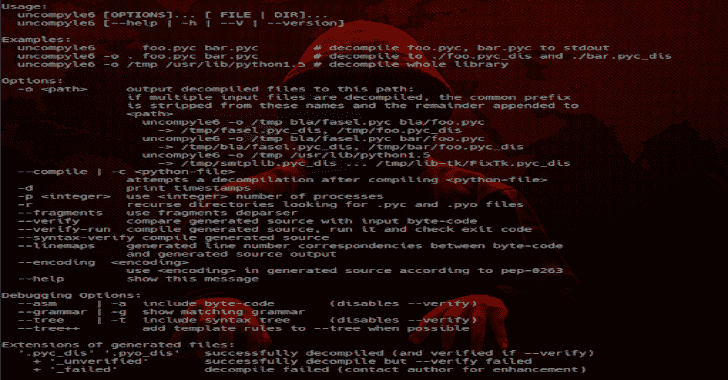 Usage:
uncompyle6 [OPTIONS]... [ FILE | DIR]...
uncompyle6 [--help | -h | --V | --version]
Examples:
uncompyle6 foo.pyc bar.pyc # decompile foo.pyc, bar.pyc to stdout
uncompyle6 -o . foo.pyc bar.pyc # decompile to ./foo.pyc_dis and ./bar.pyc_dis
uncompyle6 -o /tmp /usr/lib/python1.5 # decompile whole library
Options:
-o <path> output decompiled files to this path:
if multiple input files are decompiled, the common prefix
is stripped from these names and the remainder appended to
<path>
uncompyle6 -o /tmp bla/fasel.pyc bla/foo.pyc
-> /tmp/fasel.pyc_dis, /tmp/foo.pyc_dis
uncompyle6 -o /tmp bla/fasel.pyc bar/foo.pyc
-> /tmp/bla/fasel.pyc_dis, /tmp/bar/foo.pyc_dis
uncompyle6 -o /tmp /usr/lib/python1.5
-> /tmp/smtplib.pyc_dis ... /tmp/lib-tk/FixTk.pyc_dis
--compile | -c <python-file>
attempts a decompilation after compiling <python-file>
-d print timestamps
-p <integer> use <integer> number of processes
-r recurse directories looking for .pyc and .pyo files
--fragments use fragments deparser
--verify compare generated source with input byte-code
--verify-run compile generated source, run it and check exit code
--syntax-verify compile generated source
--linemaps generated line number correspondencies between byte-code
and generated source output
--encoding <encoding>
use <encoding> in generated source according to pep-0263
--help show this message
Debugging Options:
--asm | -a include byte-code (disables --verify)
--grammar | -g show matching grammar
--tree | -t include syntax tree (disables --verify)
--tree++ add template rules to --tree when possible
Extensions of generated files:
'.pyc_dis' '.pyo_dis' successfully decompiled (and verified if --verify)
+ '_unverified' successfully decompile but --verify failed
+ '_failed' decompile failed (contact author for enhancement)